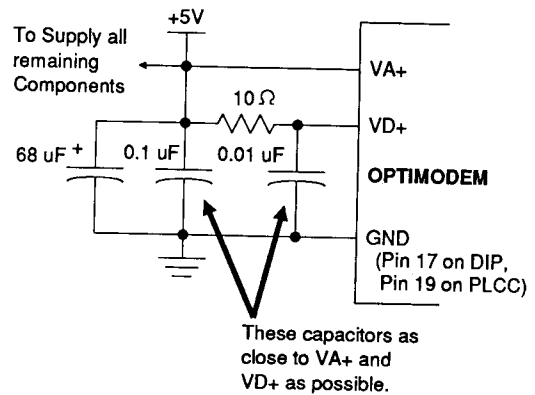 +5V
To Supply all
remaining
Components
VA+
10 Ω
VD+
68 uF +
0.1 uF
0.01 uF
OPTIMODEM
GND
(Pin 17 on DIP,
Pin 19 on PLCC)
These capacitors as
close to VA+ and
VD+ as possible.